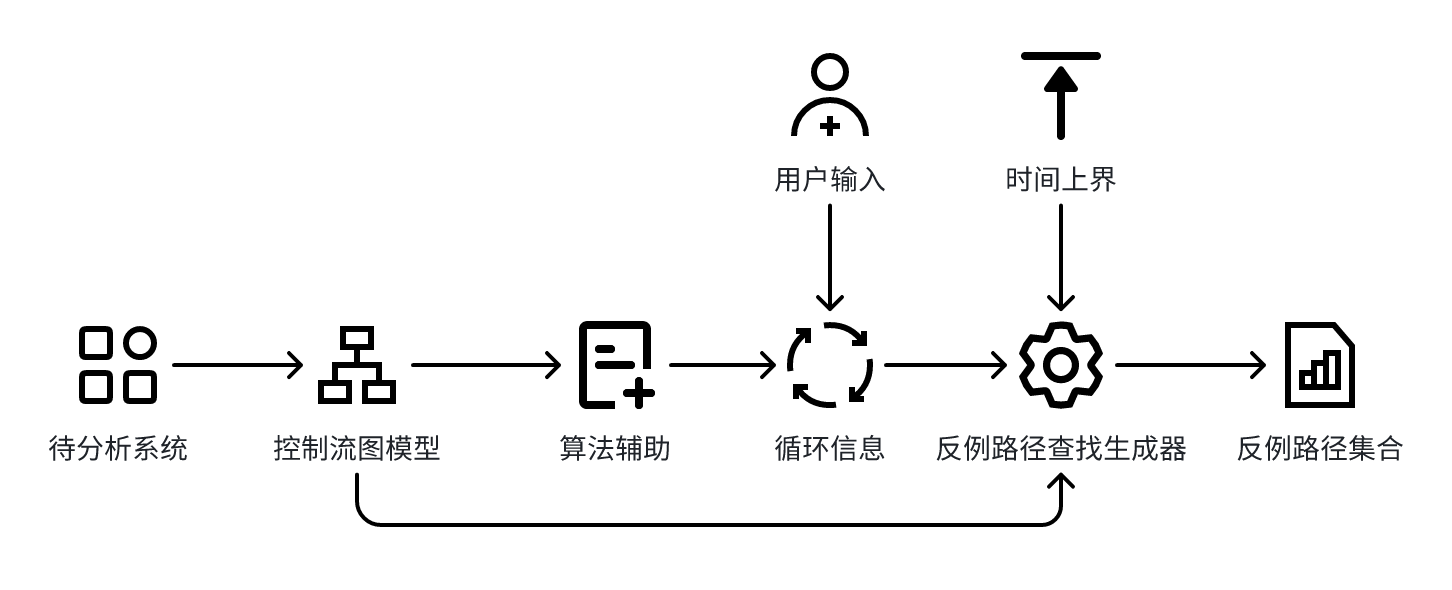 用户输入
时间上界
待分析系统
控制流图模型
算法辅助
循环信息
反例路径查找生成器
反例路径集合